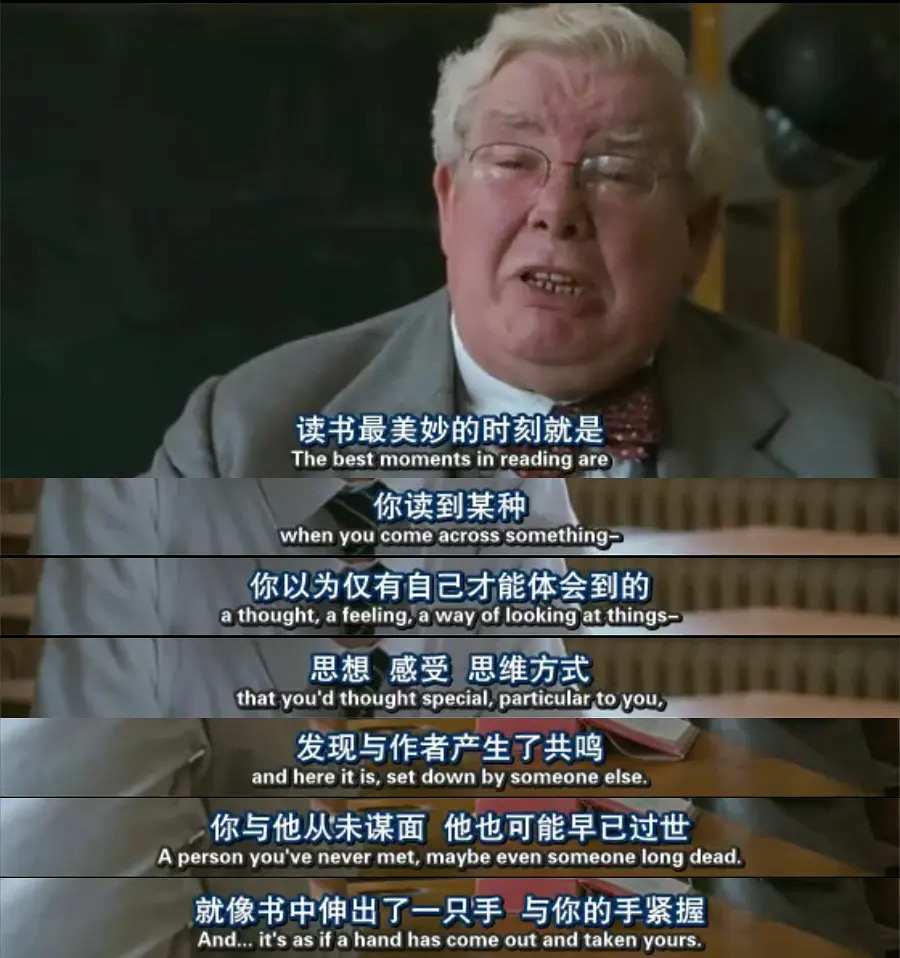 读书最美妙的时刻就是
The best moments in reading are
你读到某种
when you come across something–
你以为仅有自己才能体会到的
a thought, a feeling, a way of looking at things–
思想 感受 思维方式
that you'd thought special, particular to you,
发现与作者产生了共鸣
and here it is, set down by someone else.
你与他从未谋面 他也可能早已过世
A person you've never met, maybe even someone long dead.
就像书中伸出了一只手 与你的手紧握
And... it's as if a hand has come out and taken yours.